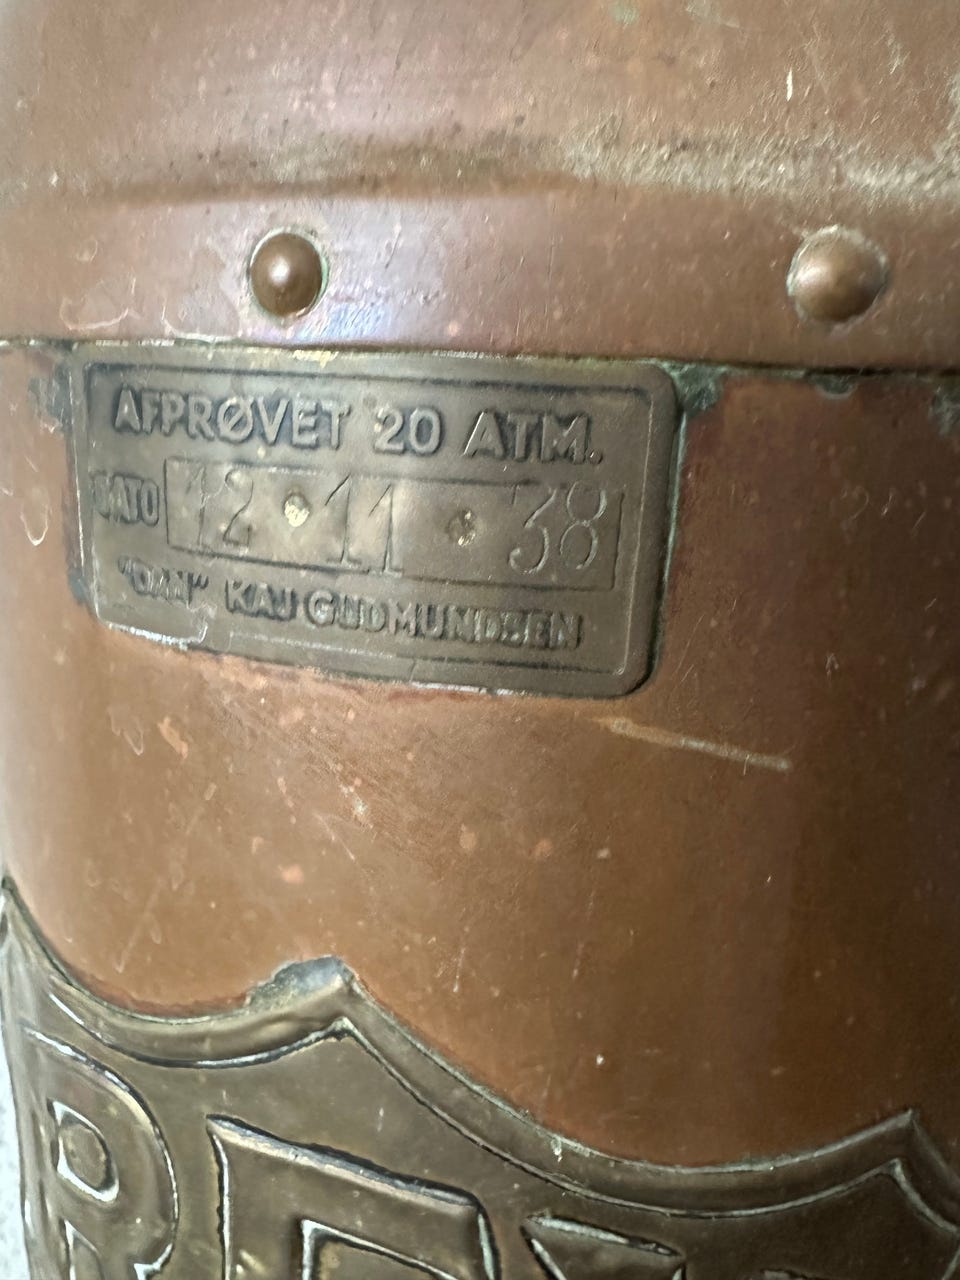 AFPRØVET 20 ATM.
DATO 12 · 11 · 38
"DAN" KAJ GUDMUNDSEN